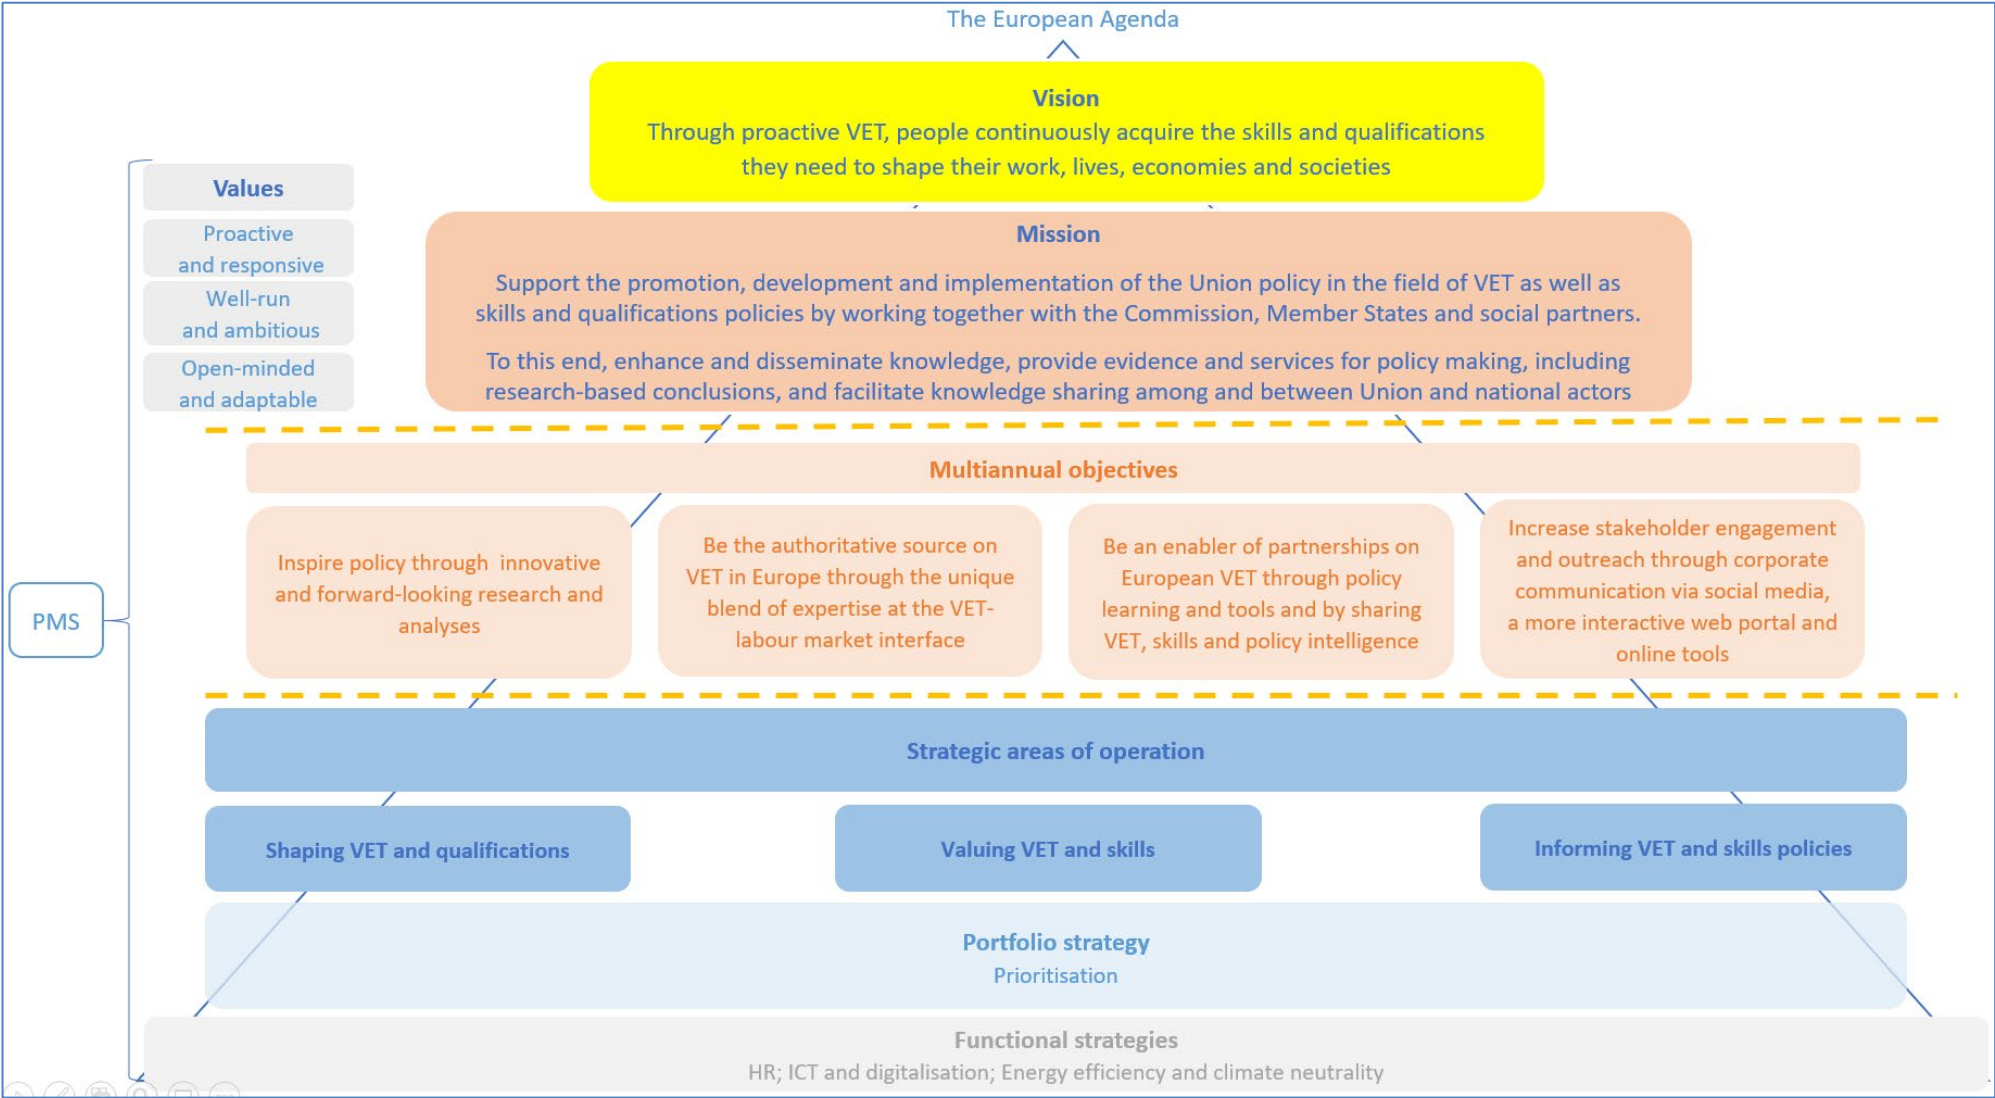 The European Agenda
Vision
Through proactive VET, people continuously acquire the skills and qualifications
they need to shape their work, lives, economies and societies
Values
Proactive
and responsive
Well-run
and ambitious
Open-minded
and adaptable
Mission
Support the promotion, development and implementation of the Union policy in the field of VET as well as
skills and qualifications policies by working together with the Commission, Member States and social partners.
To this end, enhance and disseminate knowledge, provide evidence and services for policy making, including
research-based conclusions, and facilitate knowledge sharing among and between Union and national actors
PMS
Multiannual objectives
Inspire policy through innovative
and forward-looking research and
analyses
Be the authoritative source on
VET in Europe through the unique
blend of expertise at the VET-
labour market interface
Be an enabler of partnerships on
European VET through policy
learning and tools and by sharing
VET, skills and policy intelligence
Increase stakeholder engagement
and outreach through corporate
communication via social media,
a more interactive web portal and
online tools
Strategic areas of operation
Shaping VET and qualifications
Valuing VET and skills
Informing VET and skills policies
Portfolio strategy
Prioritisation
Functional strategies
HR; ICT and digitalisation; Energy efficiency and climate neutrality